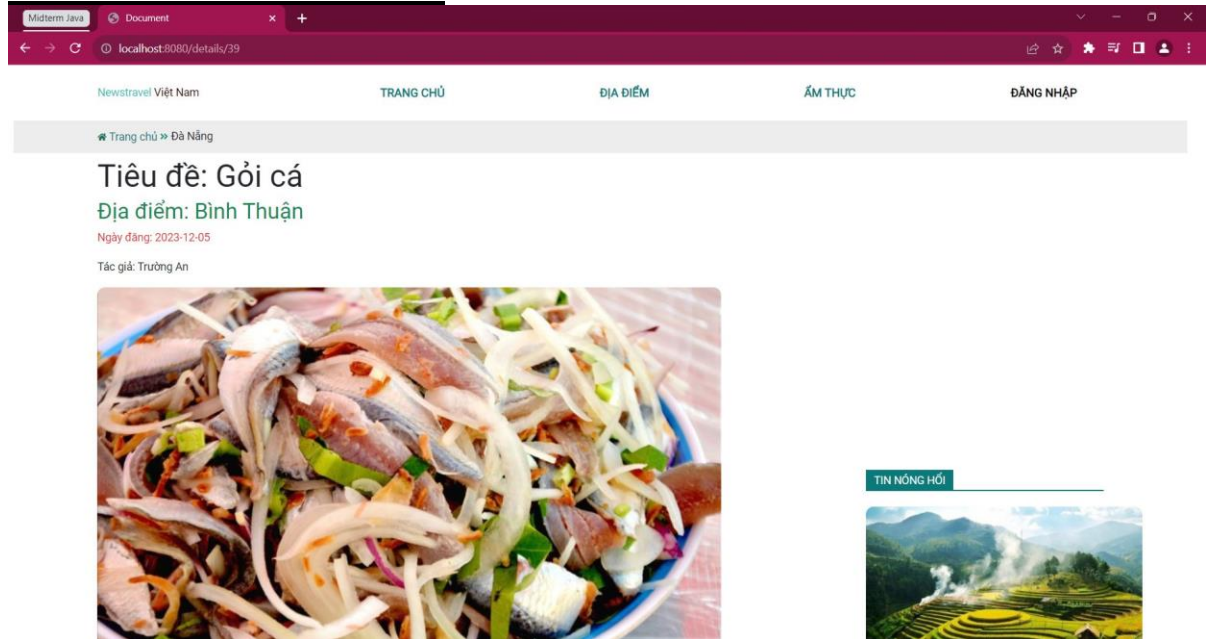 Midterm Java Document
localhost:8080/details/39
Newstravel Việt Nam TRANG CHỦ ĐỊA ĐIỂM ẨM THỰC ĐĂNG NHẬP
Trang chủ » Đà Nẵng
Tiêu đề: Gỏi cá
Địa điểm: Bình Thuận
Ngày đăng: 2023-12-05
Tác giả: Trường An
TIN NÓNG HỔI